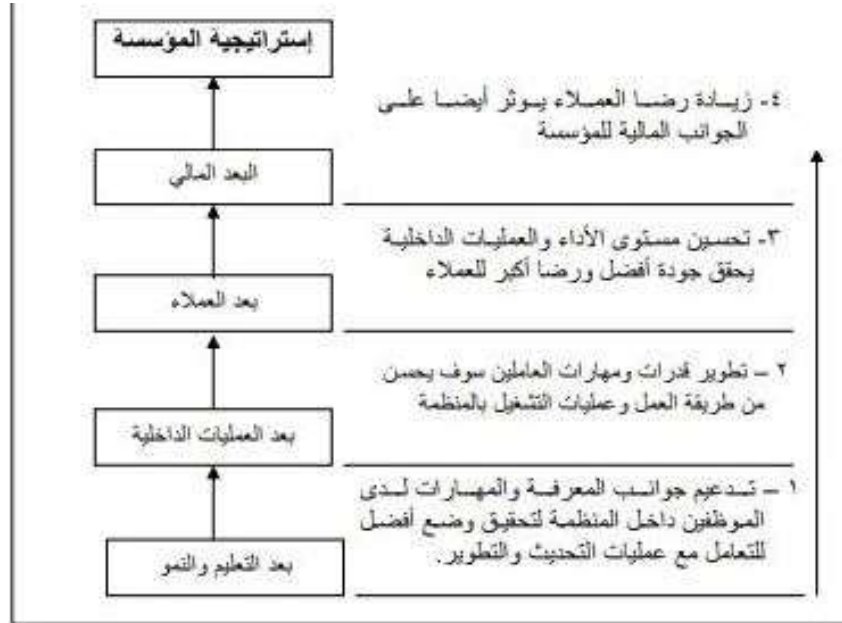 إستراتيجية المؤسسة
٤- زيادة رضا العملاء يوثر أيضا على
الجوانب المالية للمؤسسة
البعد المالي
٣- تحسين مستوى الأداء والعمليات الداخلية
يحقق جودة أفضل ورضا أكبر للعملاء
بعد العملاء
٢ – تطوير قدرات ومهارات العاملين سوف يحسن
من طريقة العمل وعمليات التشغيل بالمنظمة
بعد العمليات الداخلية
١ – تدعيم جوانب المعرفة والمهارات لدى
الموظفين داخل المنظمة لتحقيق وضع أفضل
للتعامل مع عمليات التحديث والتطوير.
بعد التعليم والنمو